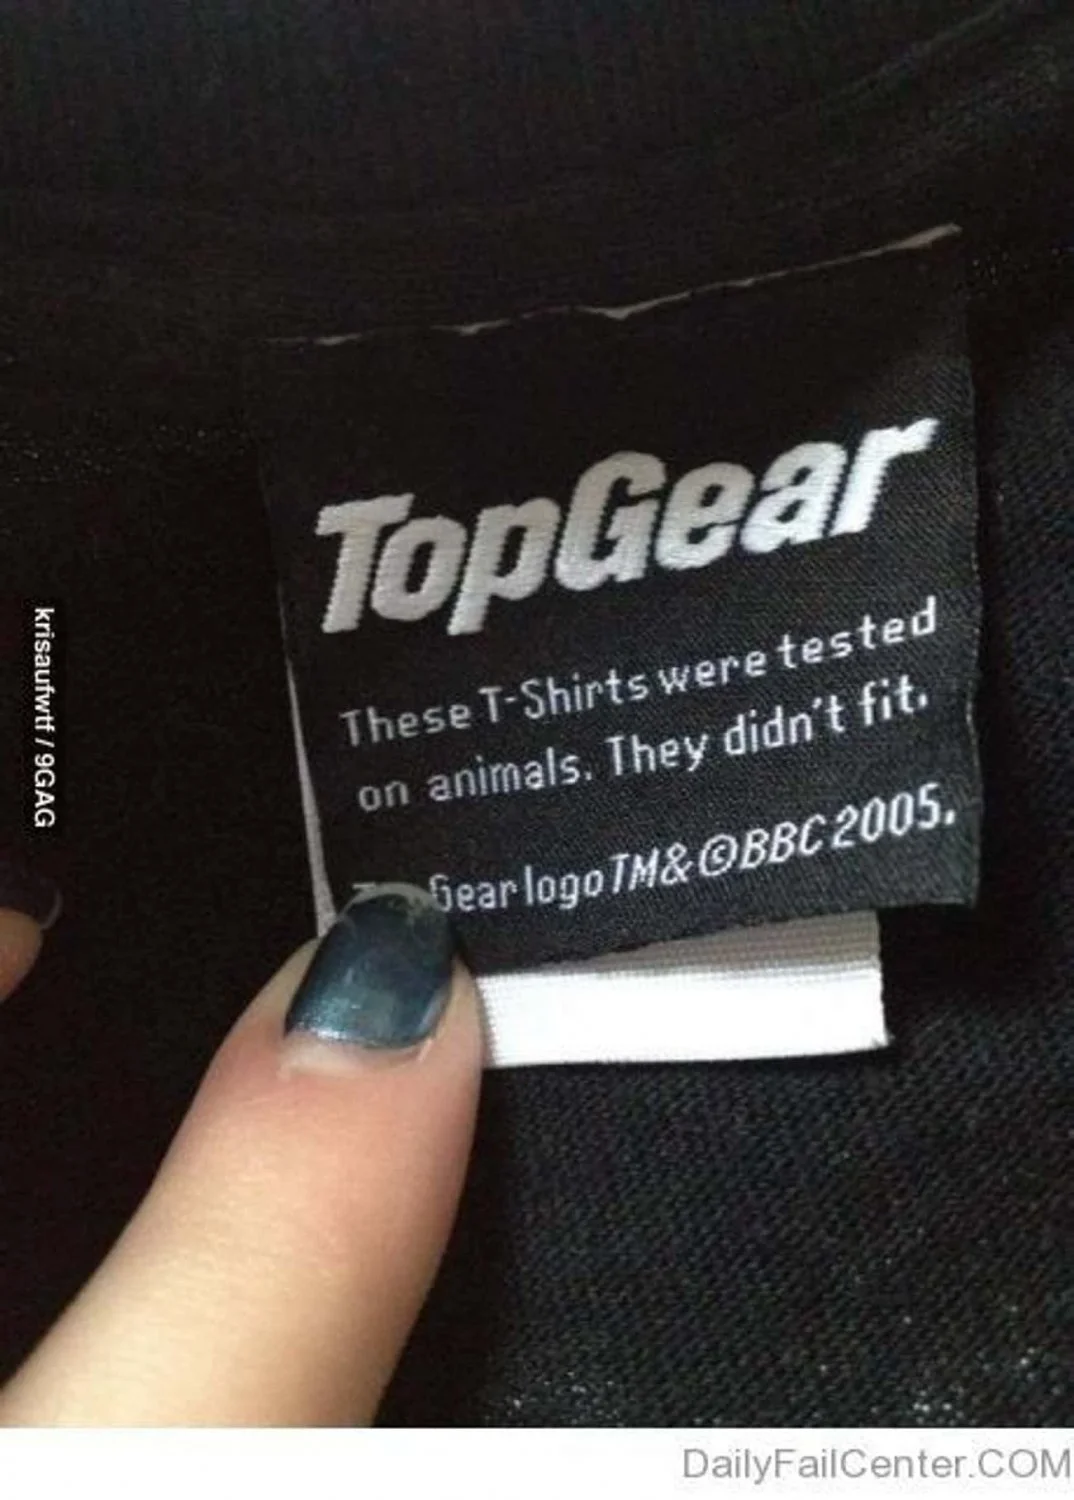 TopGear
These T-Shirts were tested
on animals. They didn't fit.
Gear logo TM & © BBC 2005.
krisaufwtf / 9GAG
DailyFailCenter.COM